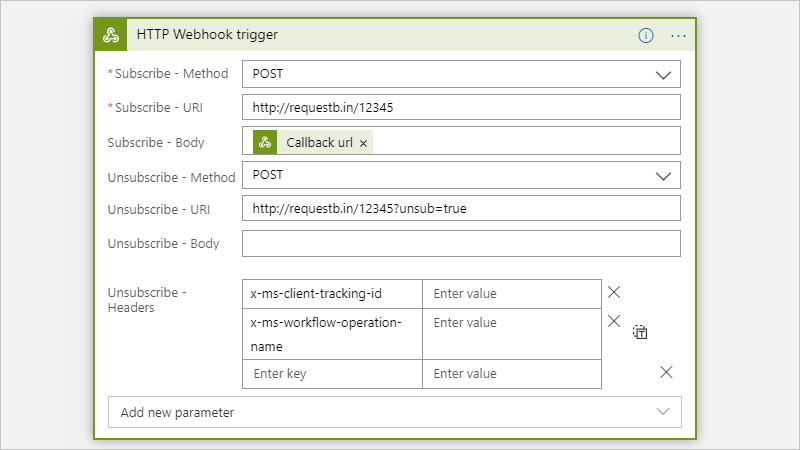 HTTP Webhook trigger
* Subscribe - Method POST
* Subscribe - URI http://requestb.in/12345
Subscribe - Body Callback url ×
Unsubscribe - Method POST
Unsubscribe - URI http://requestb.in/12345?unsub=true
Unsubscribe - Body
Unsubscribe - x-ms-client-tracking-id Enter value
Headers
x-ms-workflow-operation- Enter value
name
Enter key Enter value
Add new parameter